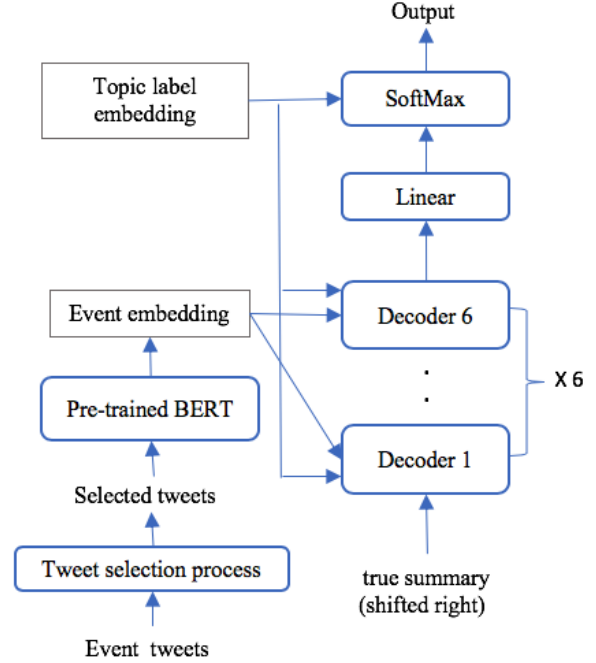 Output
Topic label
embedding
SoftMax
Linear
Event embedding
Decoder 6
.
.
X 6
Pre-trained BERT
Decoder 1
Selected tweets
Tweet selection process
true summary
(shifted right)
Event tweets